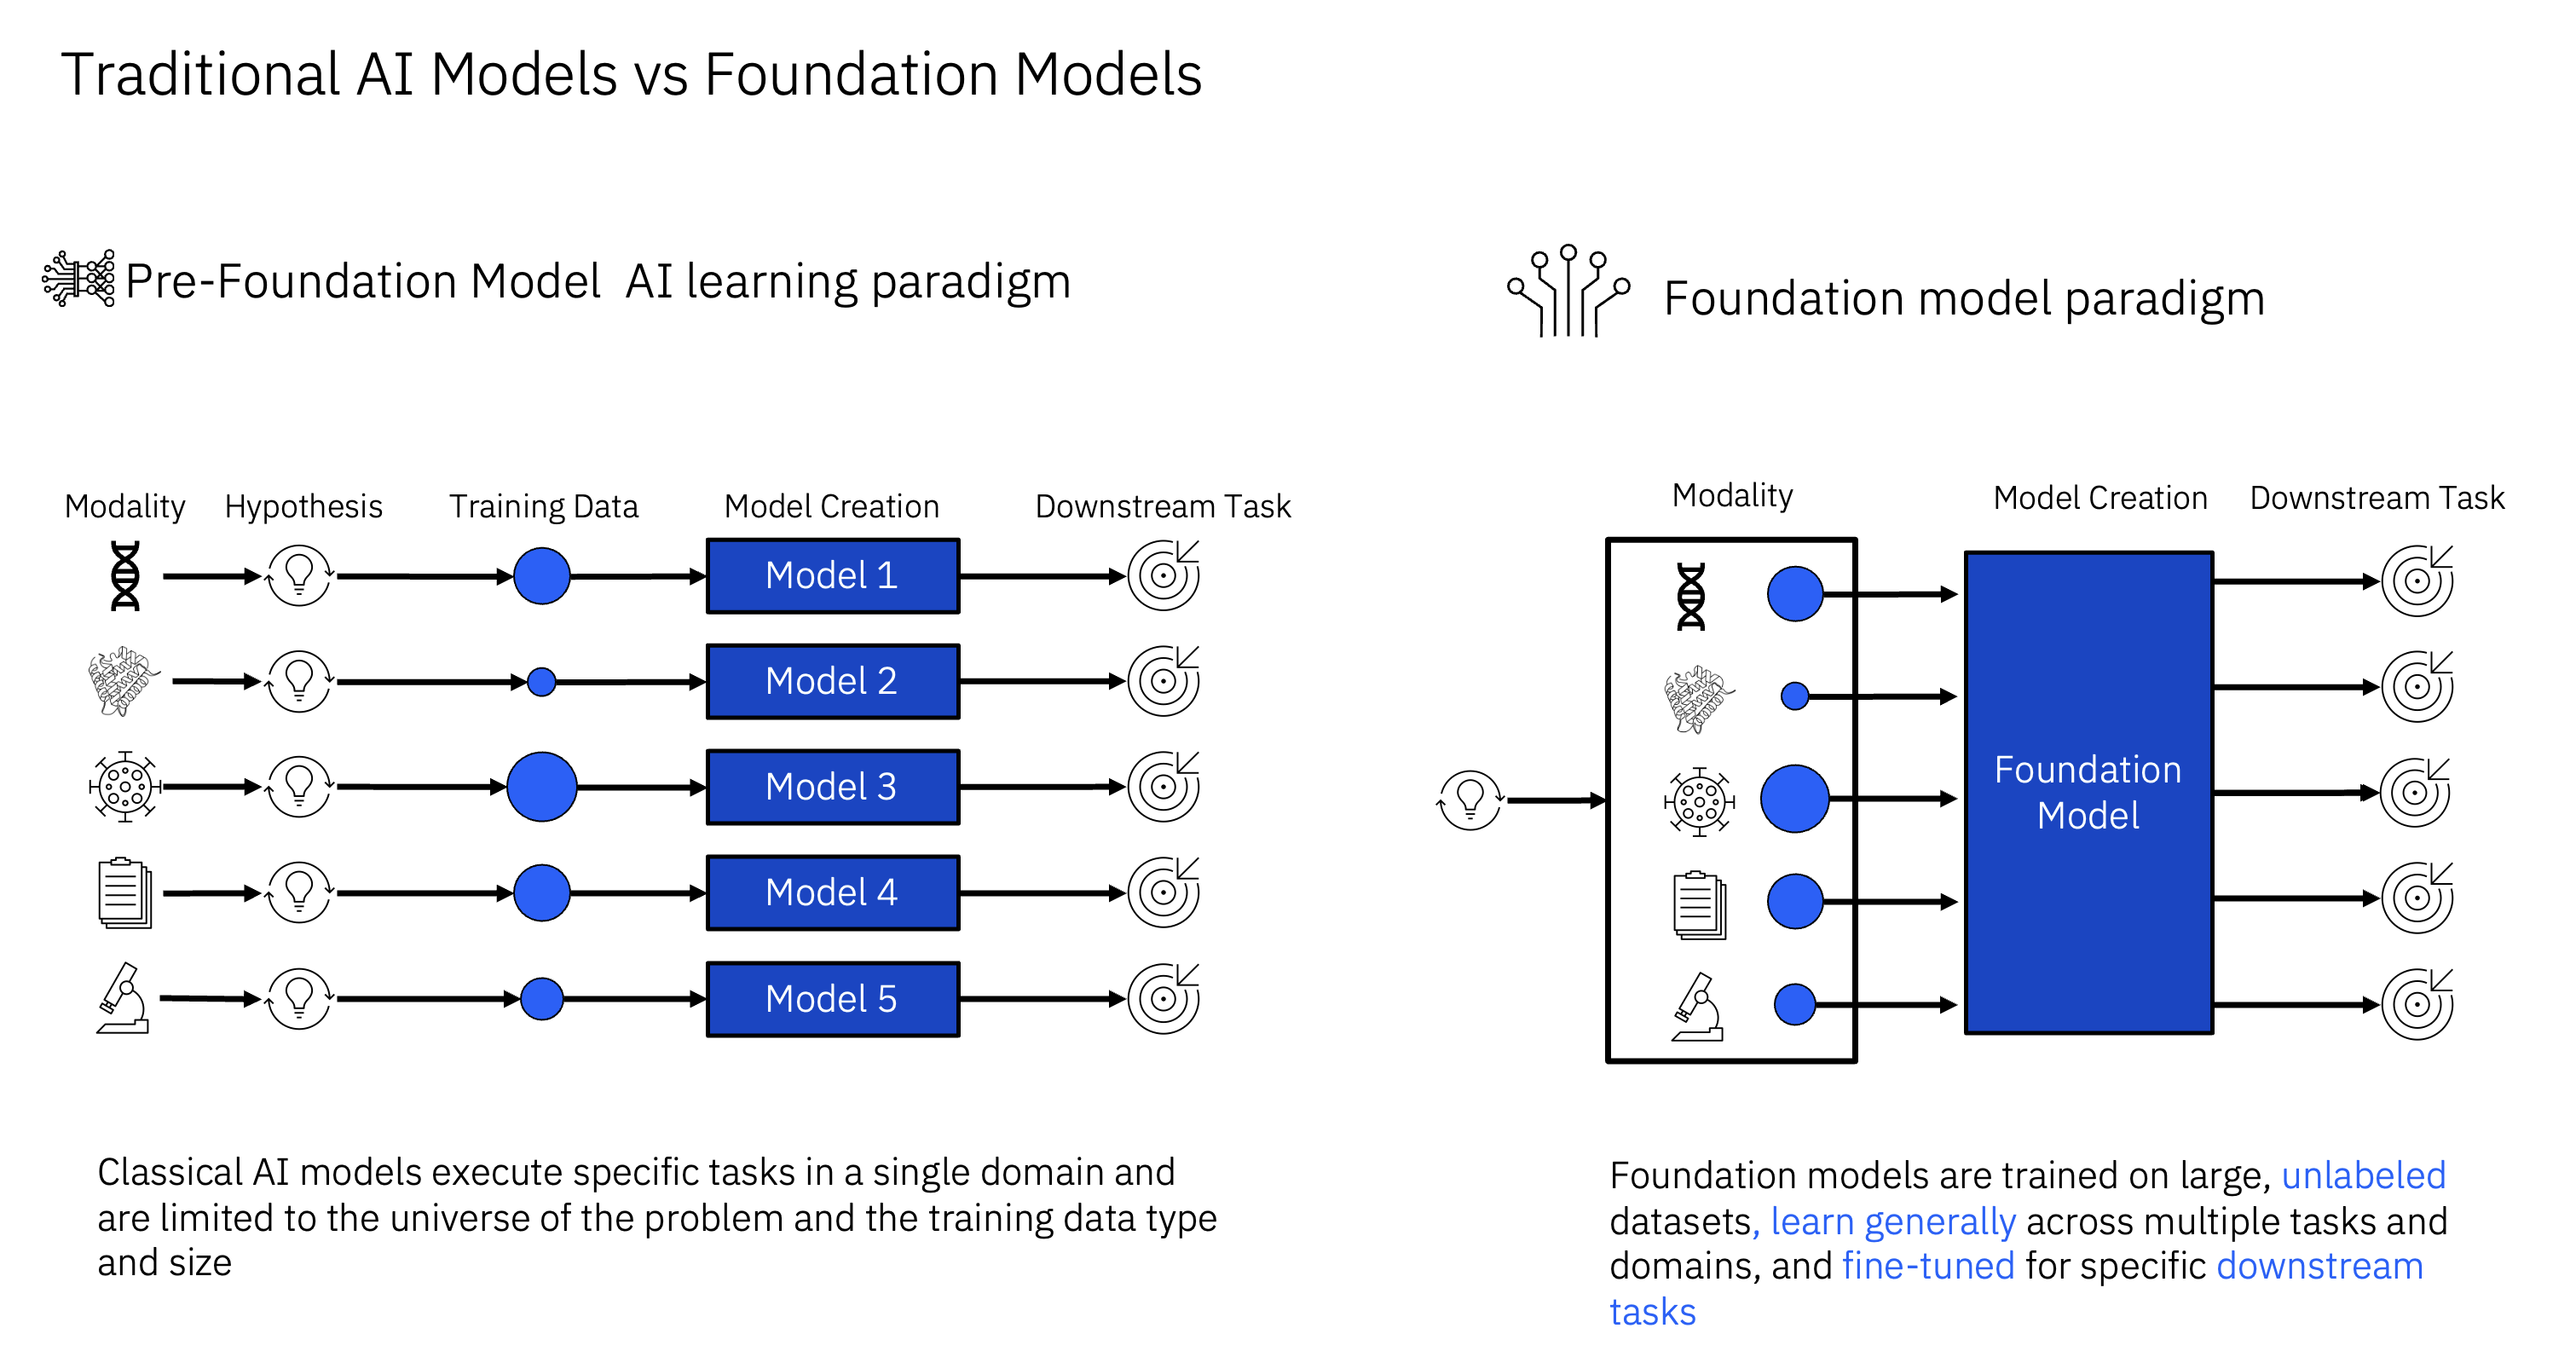 Traditional AI Models vs Foundation Models
Pre-Foundation Model AI learning paradigm
Modality Hypothesis Training Data Model Creation Downstream Task
Model 1
Model 2
Model 3
Model 4
Model 5
Classical AI models execute specific tasks in a single domain and
are limited to the universe of the problem and the training data type
and size
Foundation model paradigm
Modality Model Creation Downstream Task
Foundation
Model
Foundation models are trained on large, unlabeled
datasets, learn generally across multiple tasks and
domains, and fine-tuned for specific downstream
tasks